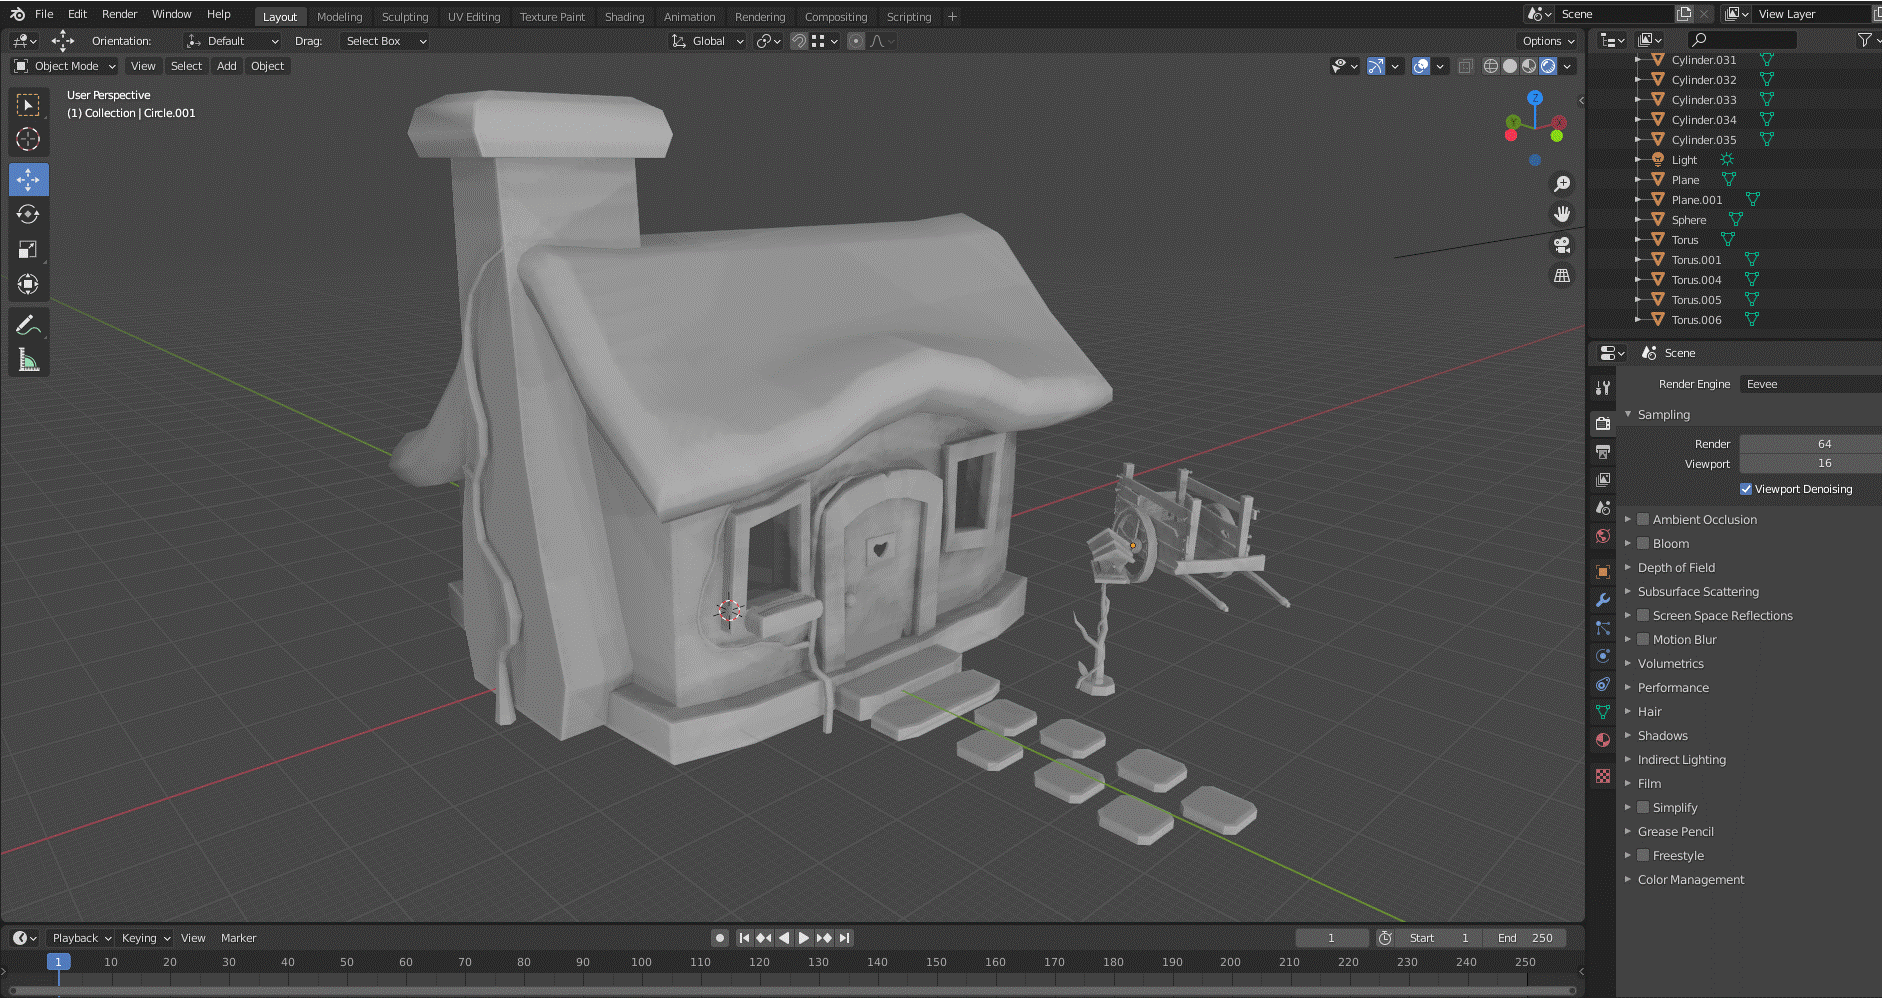 File Edit Render Window Help Layout Modeling Sculpting UV Editing Texture Paint Shading Animation Rendering Compositing Scripting + Scene View Layer
Orientation: Default Drag: Select Box Global Options
Object Mode View Select Add Object
User Perspective
(1) Collection | Circle.001
Z
Y
Cylinder.031
Cylinder.032
Cylinder.033
Cylinder.034
Cylinder.035
Light
Plane
Plane.001
Sphere
Torus
Torus.001
Torus.004
Torus.005
Torus.006
Scene
Render Engine Eevee
Sampling
Render 64
Viewport 16
Viewport Denoising
Ambient Occlusion
Bloom
Depth of Field
Subsurface Scattering
Screen Space Reflections
Motion Blur
Volumetrics
Performance
Hair
Shadows
Indirect Lighting
Film
Simplify
Grease Pencil
Freestyle
Color Management
Playback Keying View Marker 1 Start 1 End 250
1 10 20 30 40 50 60 70 80 90 100 110 120 130 140 150 160 170 180 190 200 210 220 230 240 250